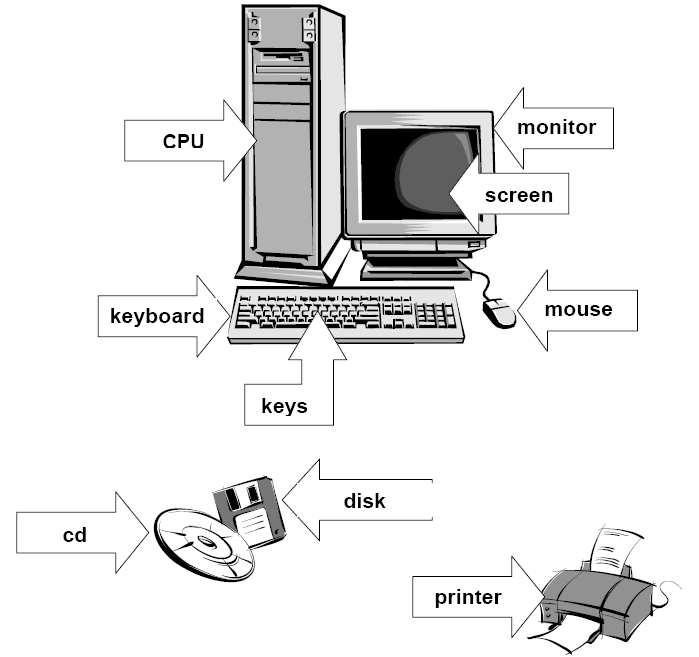 CPU
monitor
screen
keyboard
mouse
keys
disk
cd
printer